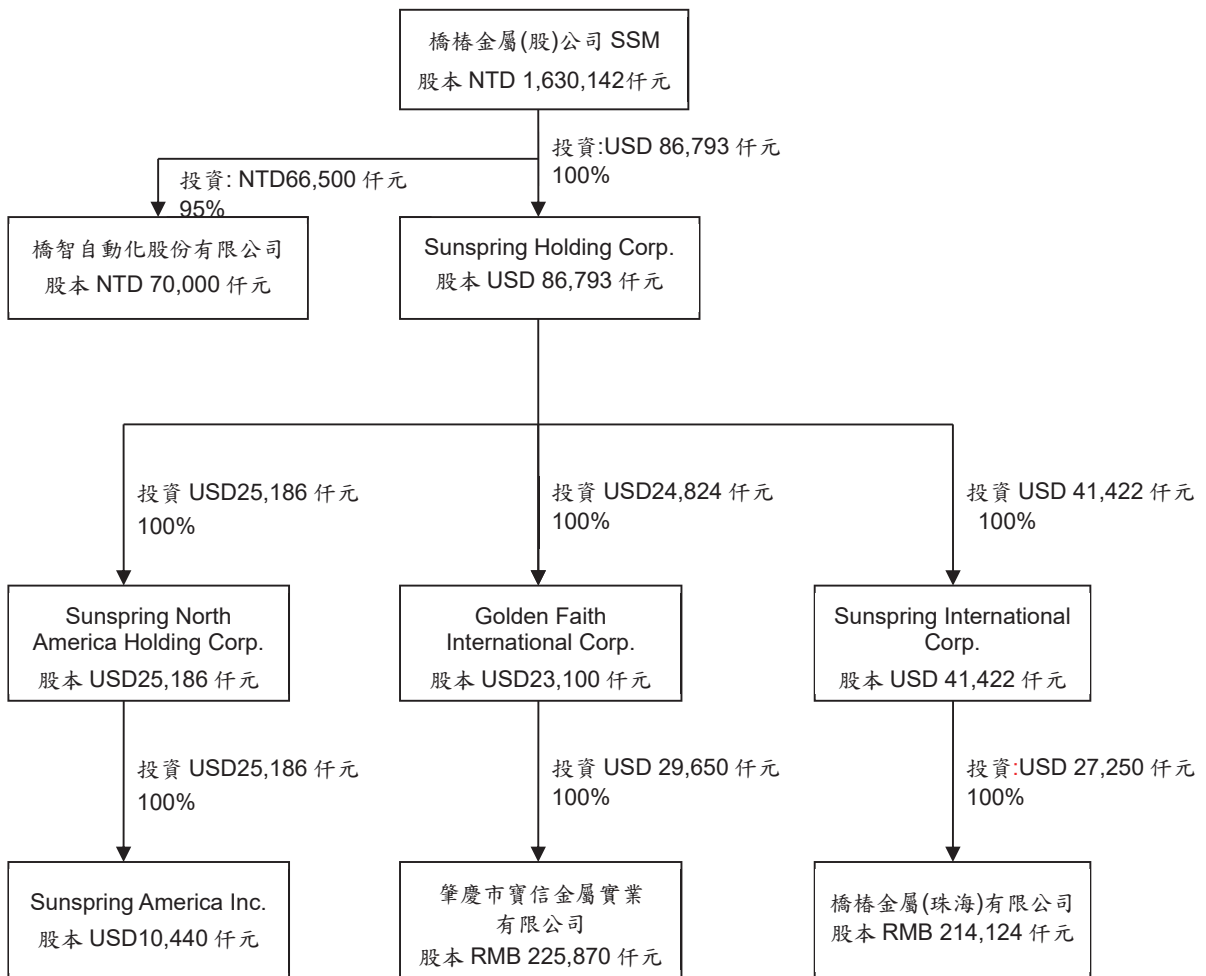 橋椿金屬(股)公司 SSM
股本 NTD 1,630,142仟元
投資:USD 86,793 仟元
100%
投資: NTD66,500 仟元
95%
橋智自動化股份有限公司
股本 NTD 70,000 仟元
Sunspring Holding Corp.
股本 USD 86,793 仟元
投資 USD25,186 仟元
100%
投資 USD24,824 仟元
100%
投資 USD 41,422 仟元
100%
Sunspring North
America Holding Corp.
股本 USD25,186 仟元
Golden Faith
International Corp.
股本 USD23,100 仟元
Sunspring International
Corp.
股本 USD 41,422 仟元
投資 USD25,186 仟元
100%
投資 USD 29,650 仟元
100%
投資:USD 27,250 仟元
100%
Sunspring America Inc.
股本 USD10,440 仟元
肇慶市寶信金屬實業
有限公司
股本 RMB 225,870 仟元
橋椿金屬(珠海)有限公司
股本 RMB 214,124 仟元